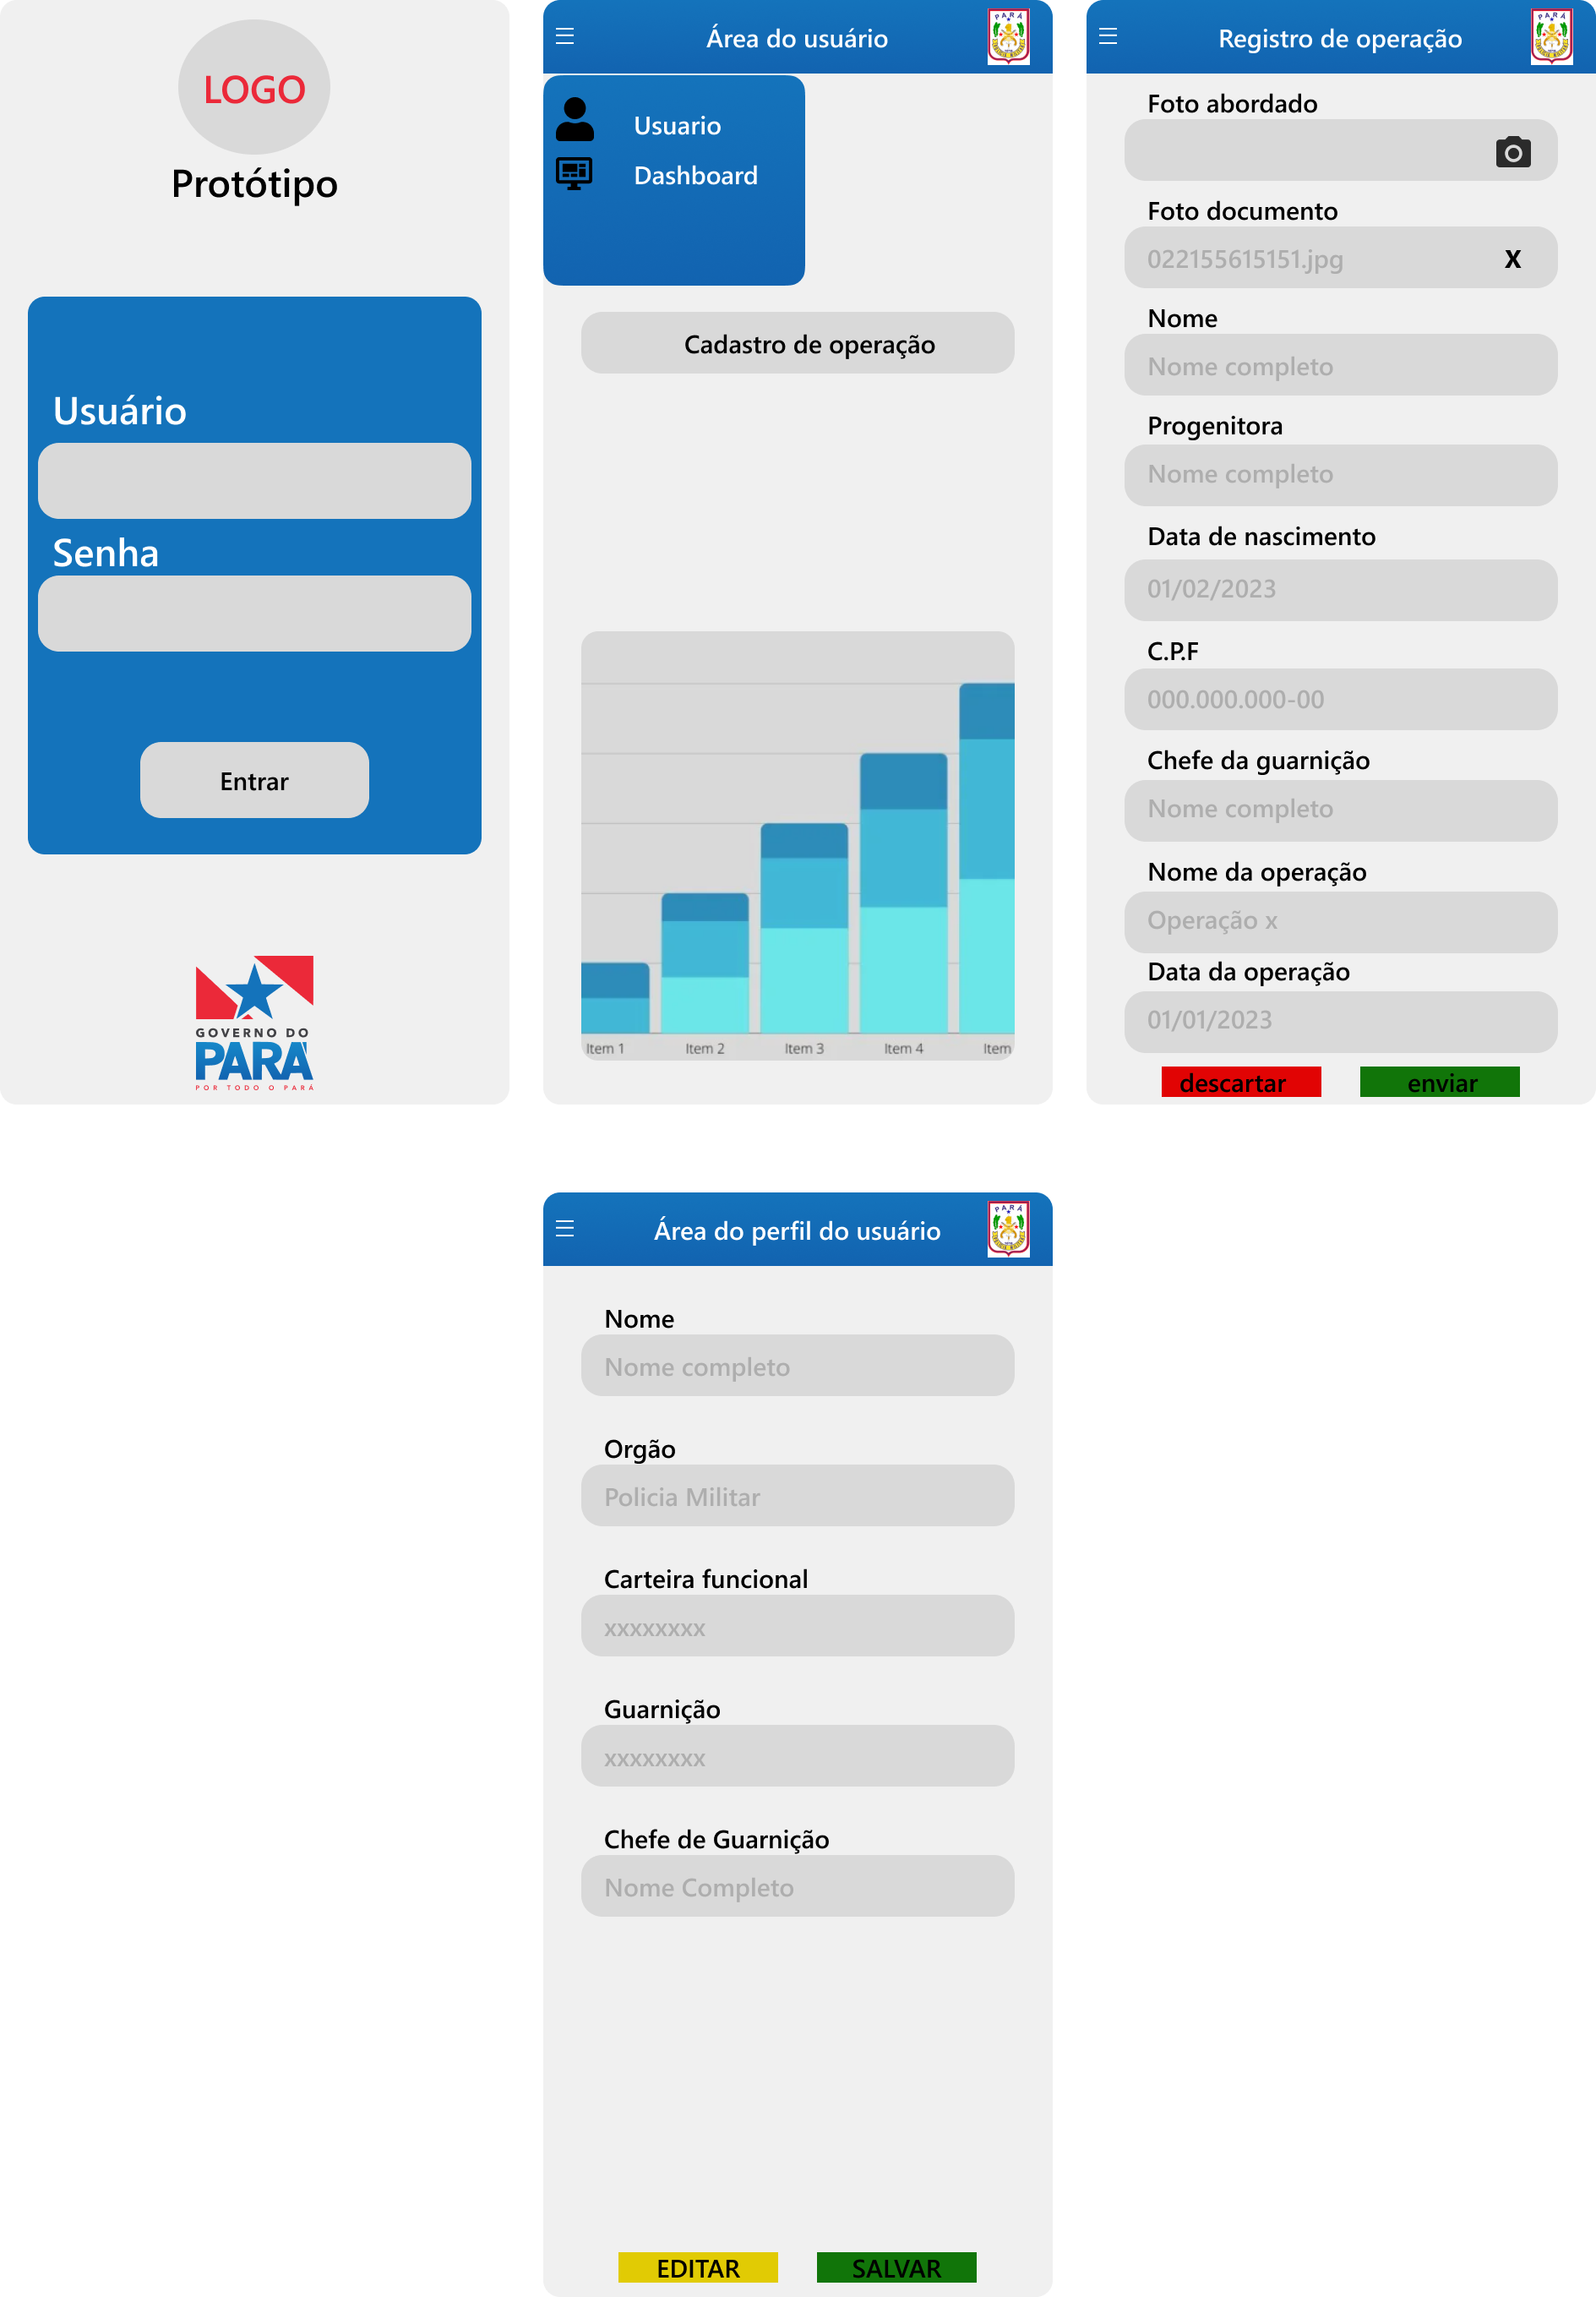 LOGO
Protótipo
Usuário
Senha
Entrar
GOVERNO DO
PARÁ
POR TODO O PARÁ
Área do usuário
PARÁ
Usuario
Dashboard
Cadastro de operação
Item 1
Item 2
Item 3
Item 4
Item
Registro de operação
PARÁ
Foto abordado
Foto documento
022155615151.jpg
X
Nome
Nome completo
Progenitora
Nome completo
Data de nascimento
01/02/2023
C.P.F
000.000.000-00
Chefe da guarnição
Nome completo
Nome da operação
Operação x
Data da operação
01/01/2023
descartar
enviar
Área do perfil do usuário
PARÁ
Nome
Nome completo
Orgão
Policia Militar
Carteira funcional
xxxxxxxx
Guarnição
xxxxxxxx
Chefe de Guarnição
Nome Completo
EDITAR
SALVAR